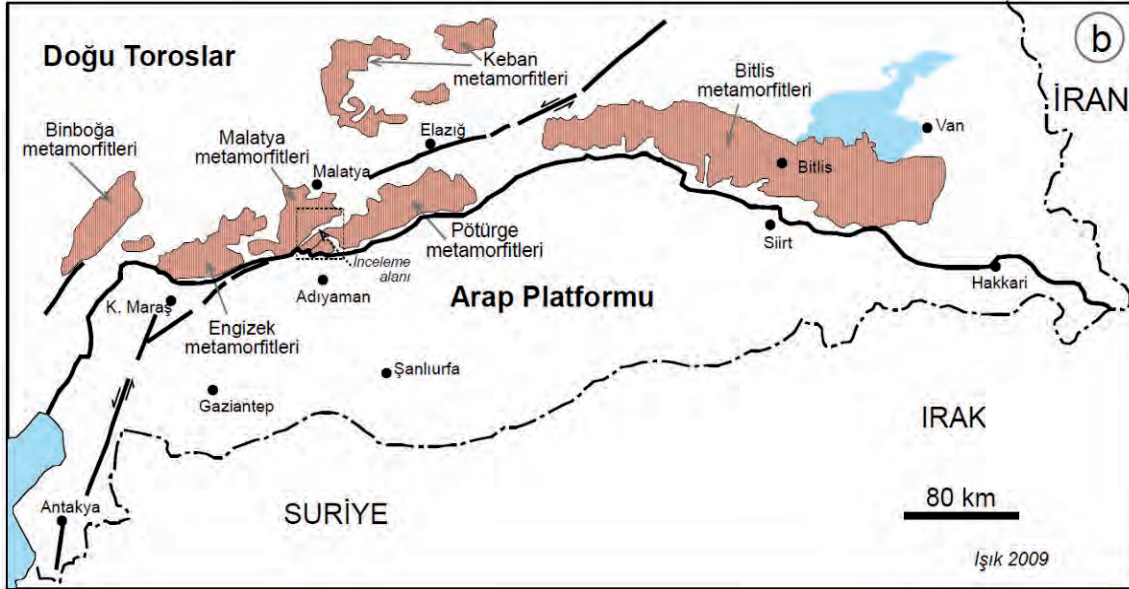 b
Doğu Toroslar
Keban
metamorfitleri
Bitlis
metamorfitleri
İRAN
Binboğa
metamorfitleri
Malatya
metamorfitleri
Elazığ
Van
Malatya
Bitlis
Pötürge
metamorfitleri
Siirt
İnceleme
alanı
Adıyaman
Hakkari
K. Maraş
Arap Platformu
Engizek
metamorfitleri
Şanlıurfa
Gaziantep
IRAK
80 km
Antakya
SURİYE
Işık 2009